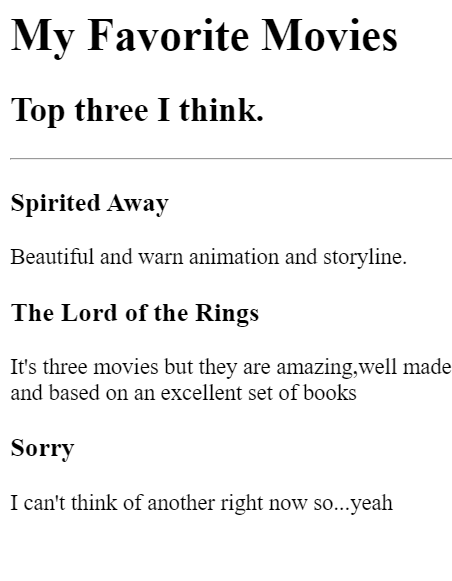 My Favorite Movies
Top three I think.
Spirited Away
Beautiful and warn animation and storyline.
The Lord of the Rings
It's three movies but they are amazing,well made
and based on an excellent set of books
Sorry
I can't think of another right now so...yeah